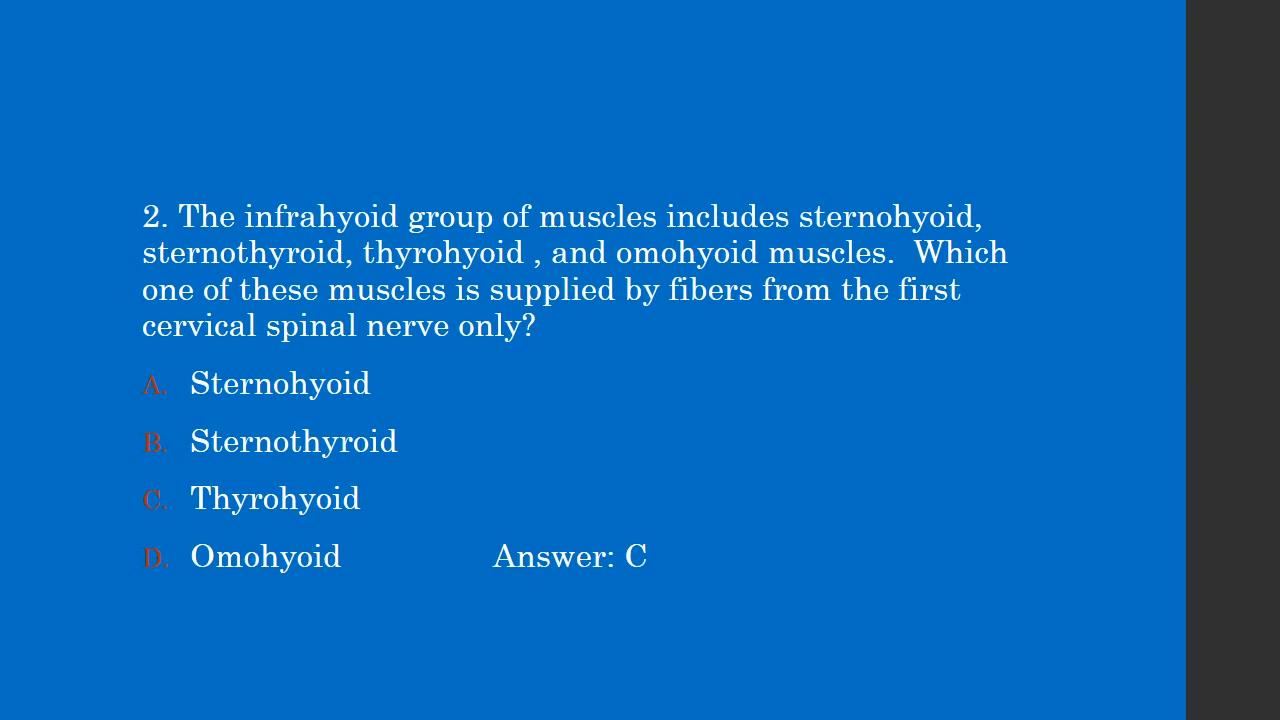 2. The infrahyoid group of muscles includes sternohyoid,
sternothyroid, thyrohyoid , and omohyoid muscles.  Which
one of these muscles is supplied by fibers from the first
cervical spinal nerve only?
A. Sternohyoid
B. Sternothyroid
C. Thyrohyoid
D. Omohyoid Answer: C